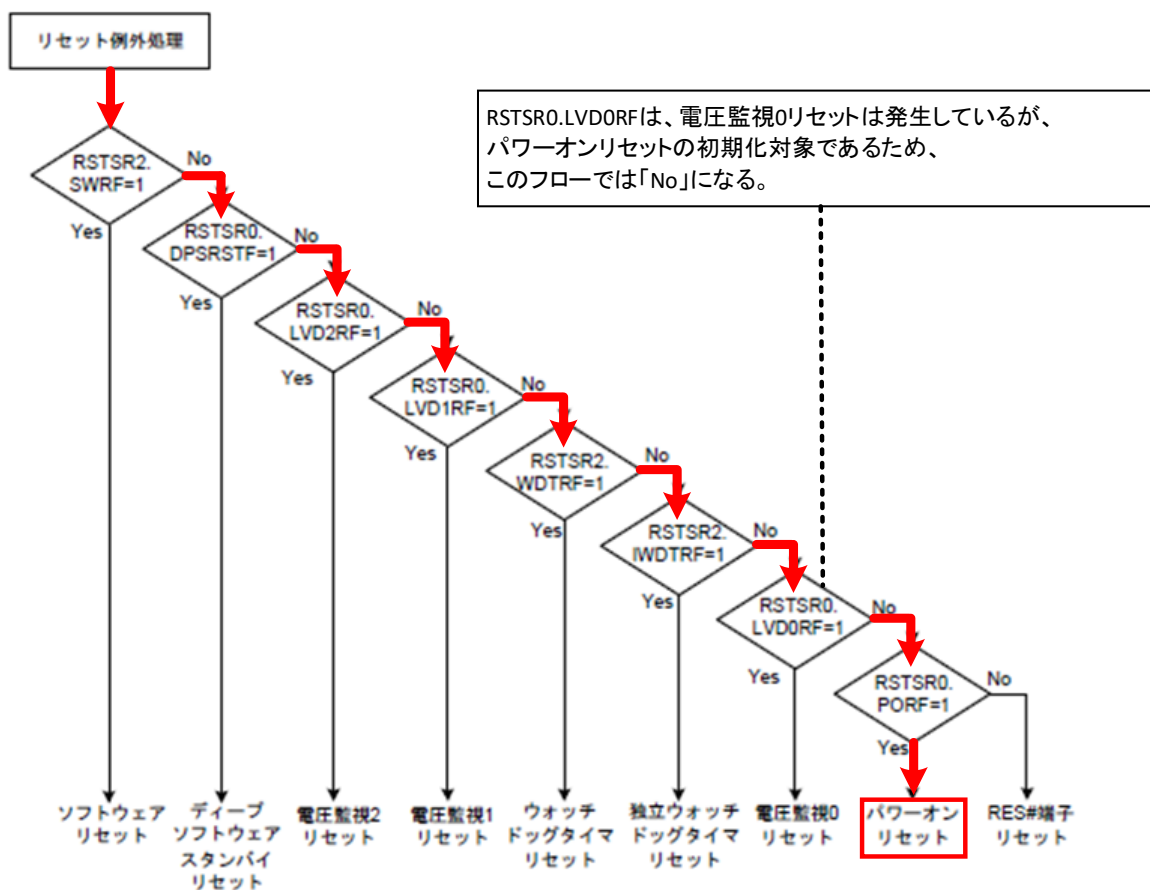 リセット例外処理
RSTSR0.LVD0RFは、電圧監視0リセットは発生しているが、
パワーオンリセットの初期化対象であるため、
このフローでは「No」になる。
RSTSR2.
SWRF=1
No
Yes
RSTSR0.
DPSRSTF=1
No
Yes
RSTSR0.
LVD2RF=1
No
Yes
RSTSR0.
LVD1RF=1
No
Yes
RSTSR2.
WDTRF=1
No
Yes
RSTSR2.
IWDTRF=1
No
Yes
RSTSR0.
LVD0RF=1
No
Yes
RSTSR0.
PORF=1
No
Yes
ソフトウェア
リセット
ディープ
ソフトウェア
スタンバイ
リセット
電圧監視2
リセット
電圧監視1
リセット
ウォッチ
ドッグタイマ
リセット
独立ウォッチ
ドッグタイマ
リセット
電圧監視0
リセット
パワーオン
リセット
RES#端子
リセット